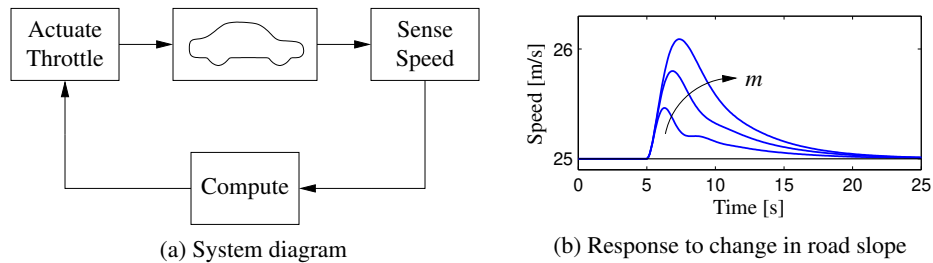 Actuate
Throttle
Sense
Speed
Compute
(a) System diagram
Speed [m/s]
26
25
m
0
5
10
15
20
25
Time [s]
(b) Response to change in road slope